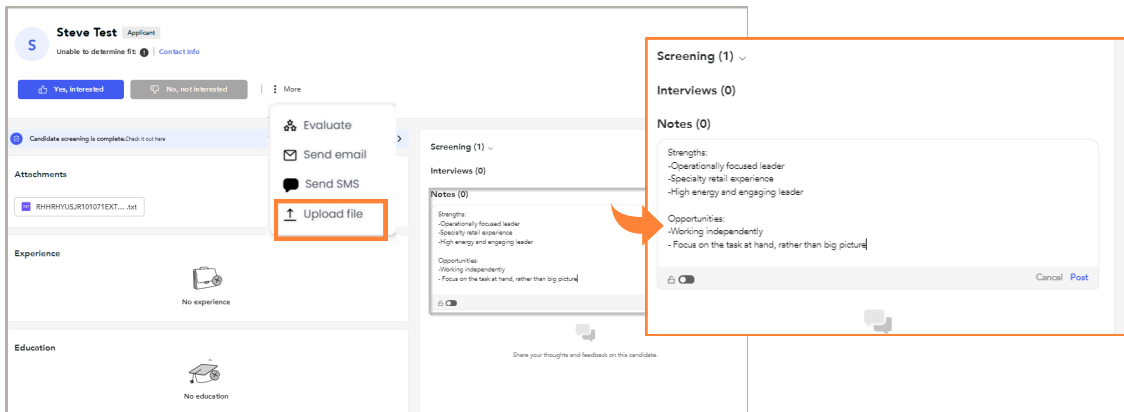 S
Steve Test Applicant
Unable to determine fit: Contact Info
Yes, interested
No, not interested
More
Evaluate
Send email
Send SMS
Upload file
Candidate screening is complete. Check it out here
Attachments
RHHRHYUSJR101071EXT... .txt
Experience
No experience
Education
No education
Screening (1)
Interviews (0)
Notes (0)
Strengths:
-Operationally focused leader
-Specialty retail experience
-High energy and engaging leader
Opportunities:
-Working independently
- Focus on the task at hand, rather than big picture
Share your thoughts and feedback on this candidate.
Screening (1)
Interviews (0)
Notes (0)
Strengths:
-Operationally focused leader
-Specialty retail experience
-High energy and engaging leader
Opportunities:
-Working independently
- Focus on the task at hand, rather than big picture
Cancel Post